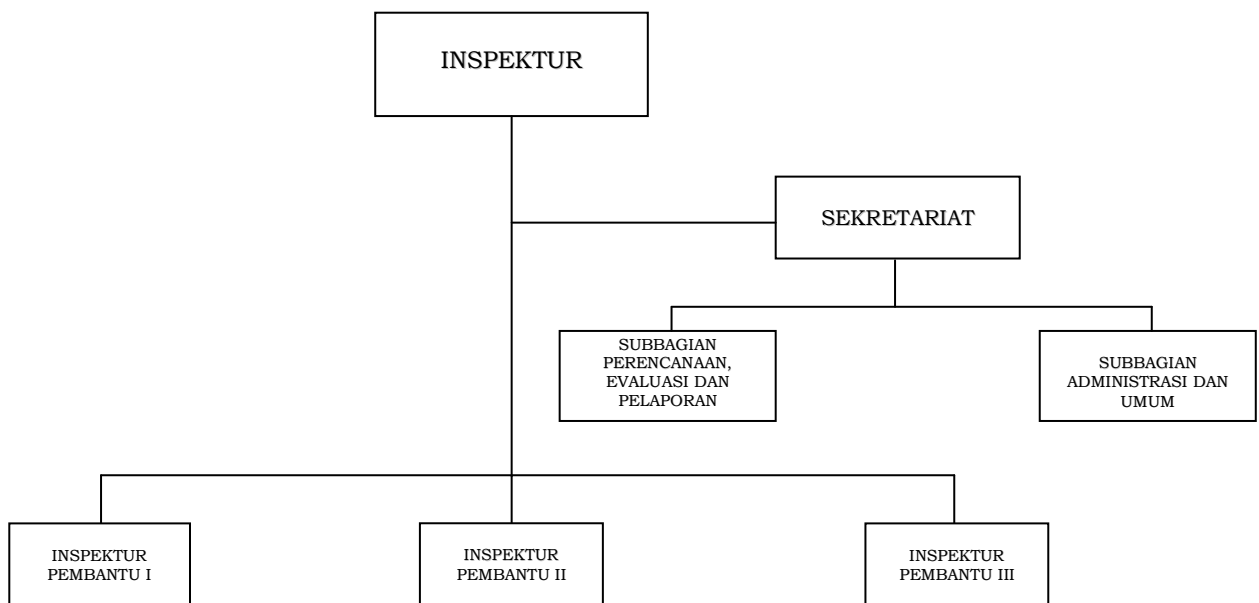 INSPEKTUR
SEKRETARIAT
SUBBAGIAN
PERENCANAAN,
EVALUASI DAN
PELAPORAN
SUBBAGIAN
ADMINISTRASI DAN
UMUM
INSPEKTUR
PEMBANTU I
INSPEKTUR
PEMBANTU II
INSPEKTUR
PEMBANTU III